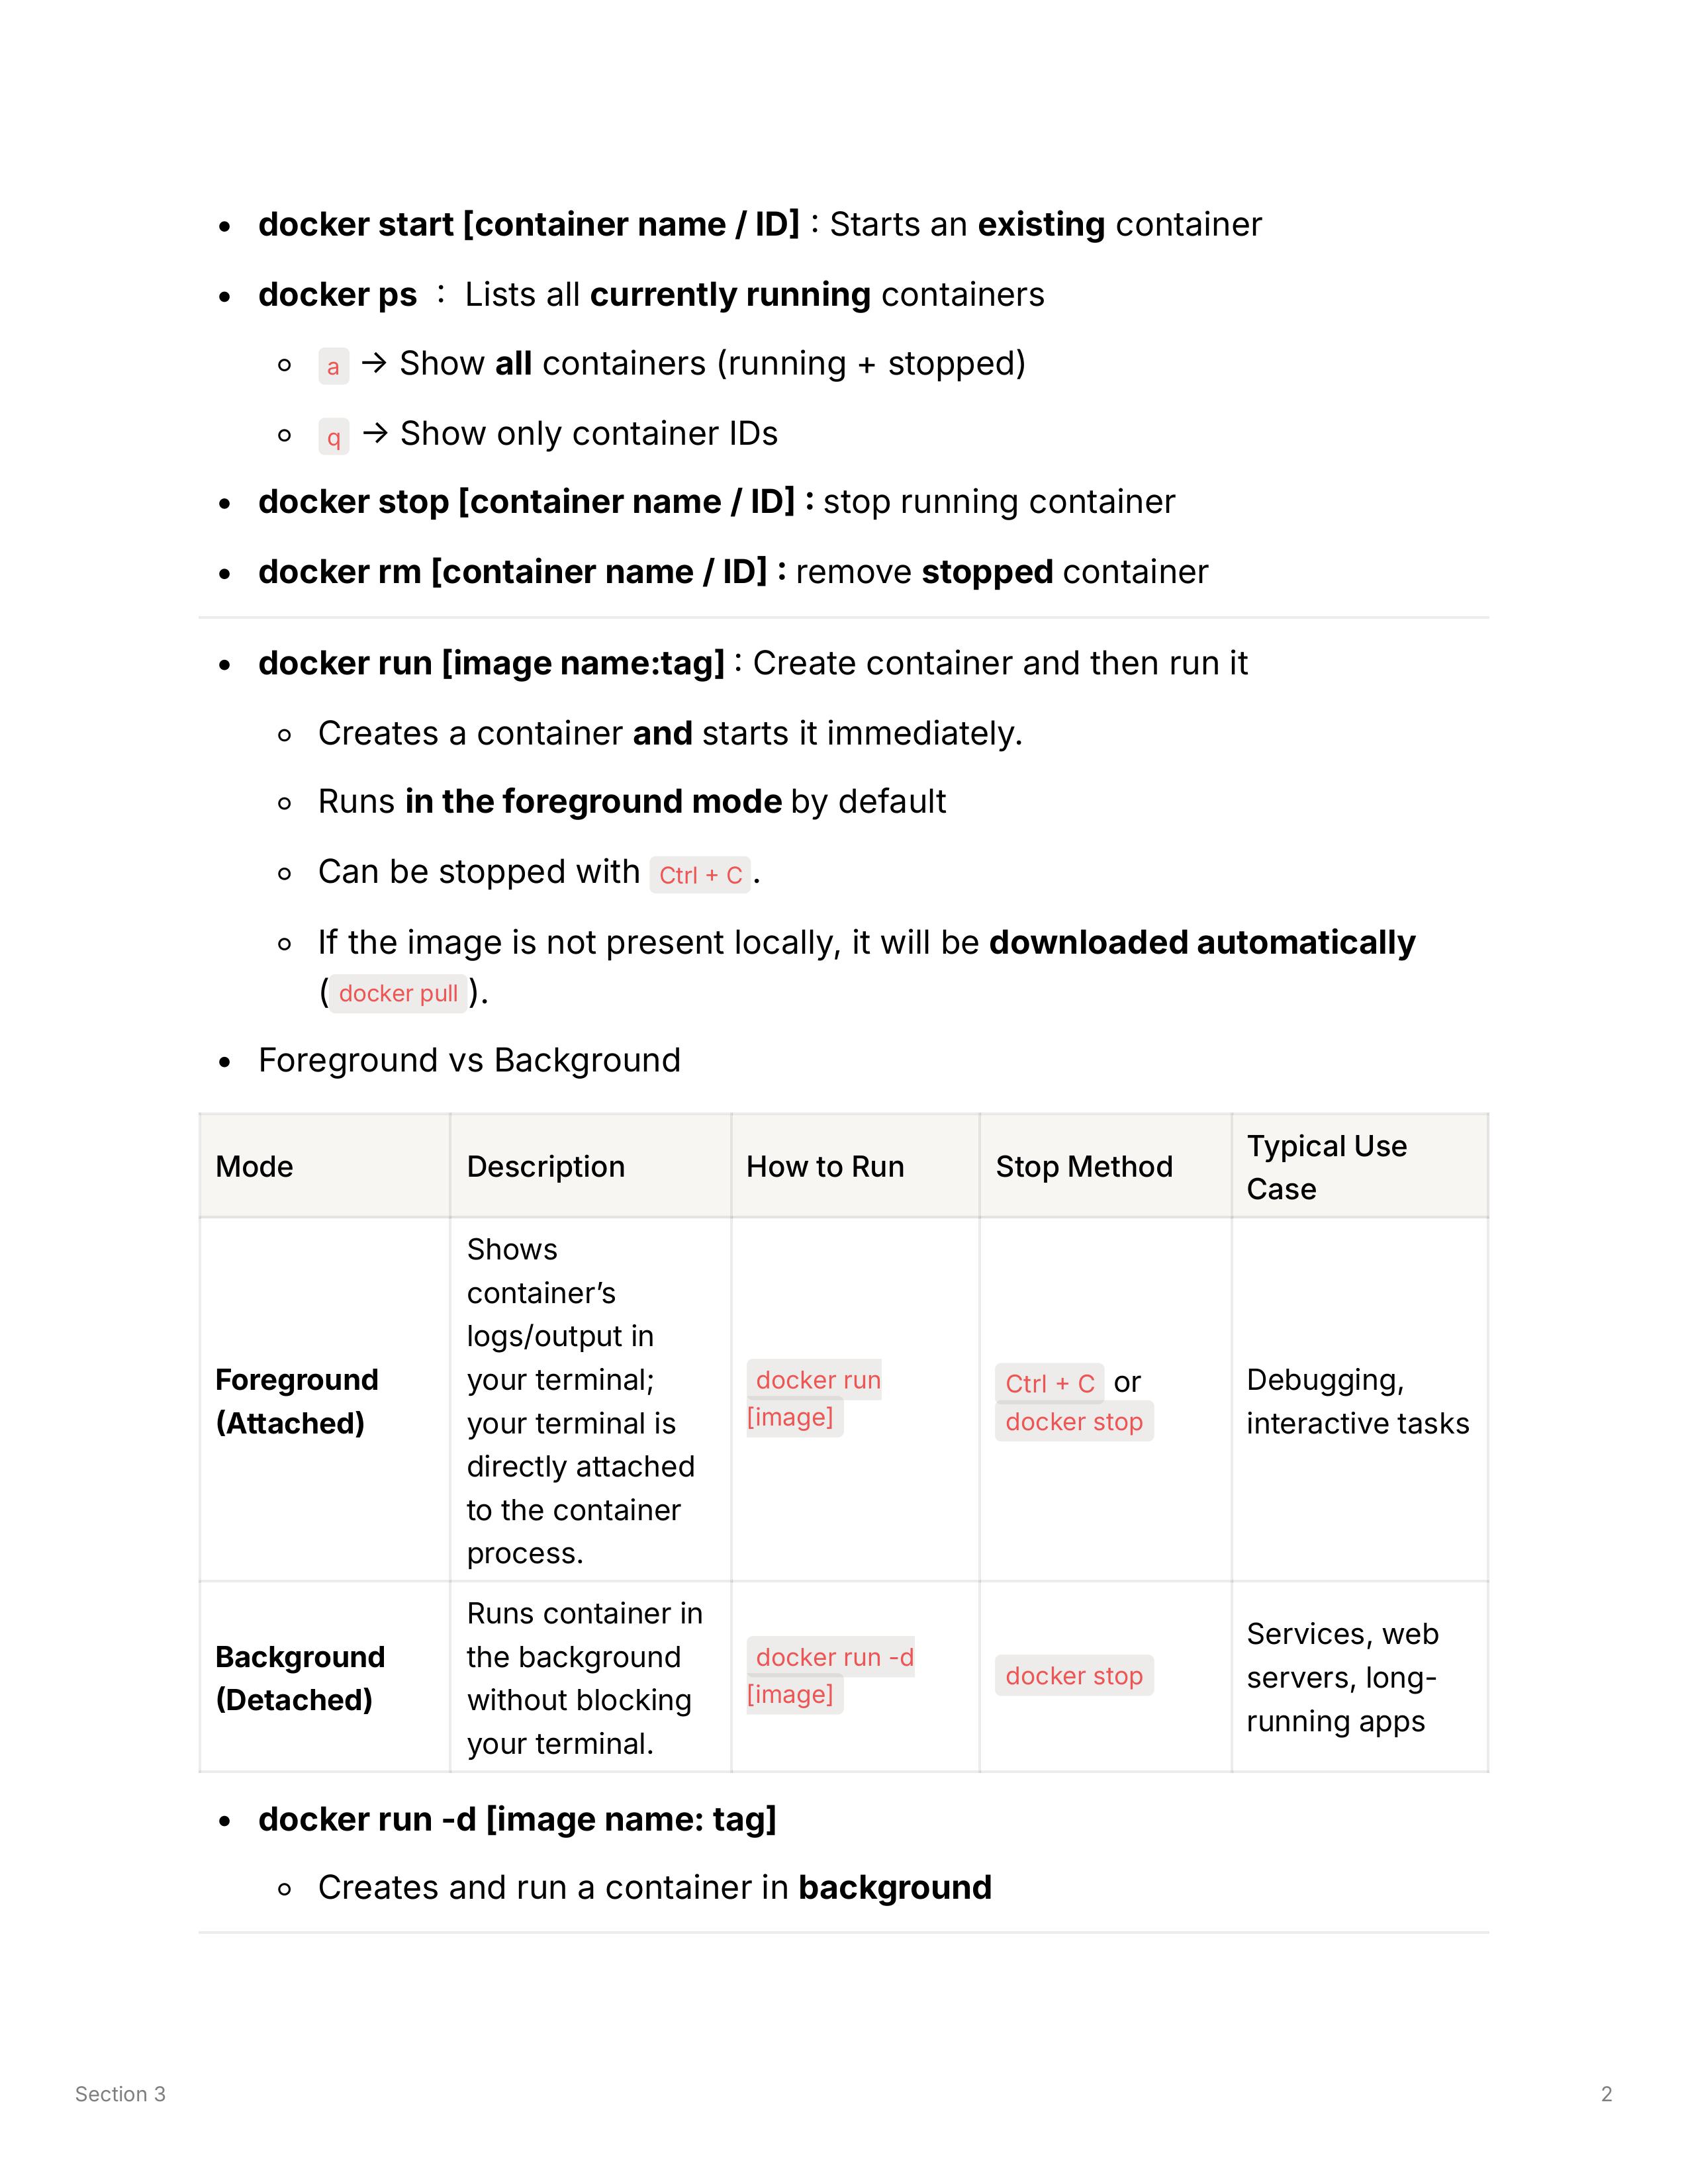 • docker start [container name / ID] : Starts an existing container
• docker ps : Lists all currently running containers
◦ a → Show all containers (running + stopped)
◦ q → Show only container IDs
• docker stop [container name / ID] : stop running container
• docker rm [container name / ID] : remove stopped container
• docker run [image name:tag] : Create container and then run it
◦ Creates a container and starts it immediately.
◦ Runs in the foreground mode by default
◦ Can be stopped with Ctrl + C.
◦ If the image is not present locally, it will be downloaded automatically
(docker pull).
• Foreground vs Background
Mode
Description
How to Run
Stop Method
Typical Use
Case
Foreground
(Attached)
Shows
container’s
logs/output in
your terminal;
your terminal is
directly attached
to the container
process.
docker run
[image]
Ctrl + C or
docker stop
Debugging,
interactive tasks
Background
(Detached)
Runs container in
the background
without blocking
your terminal.
docker run -d
[image]
docker stop
Services, web
servers, long-
running apps
• docker run -d [image name: tag]
◦ Creates and run a container in background
Section 3
2